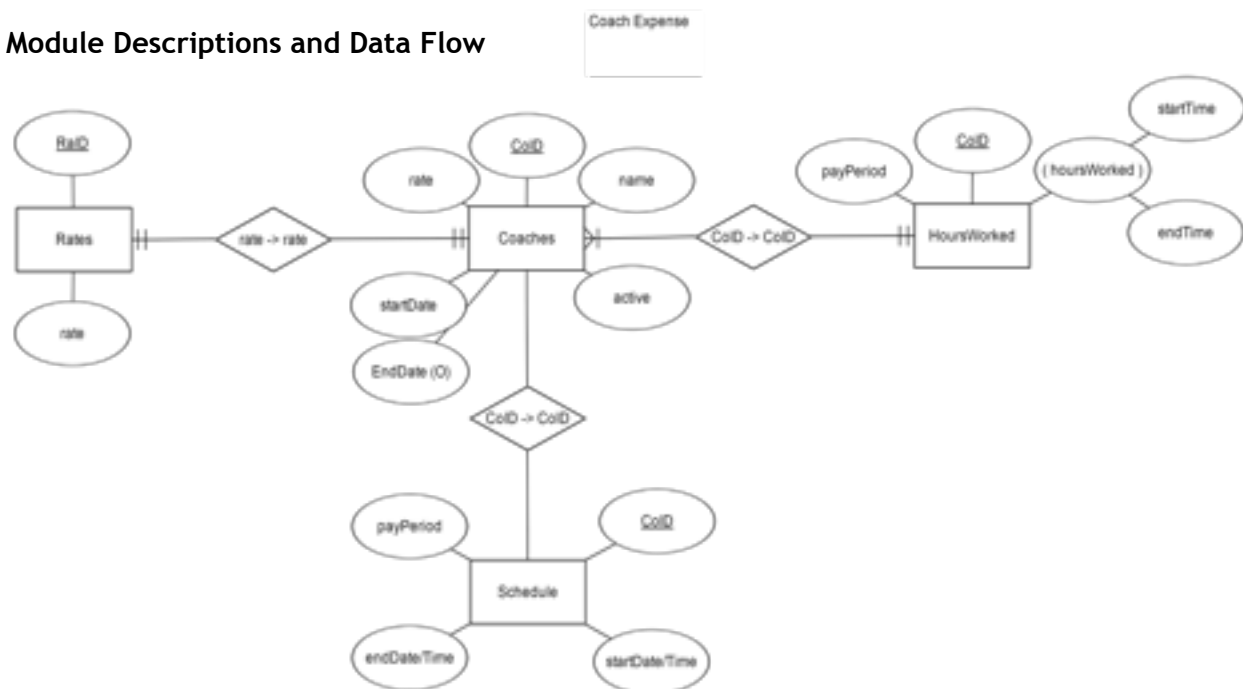 Coach Expense
Module Descriptions and Data Flow
startTime
RaID
CoID
CoID
rate
name
payPeriod
( hoursWorked )
Rates
rate -> rate
Coaches
CoID -> CoID
HoursWorked
endTime
startDate
active
rate
EndDate (O)
CoID -> CoID
payPeriod
CoID
Schedule
endDate/Time
startDate/Time